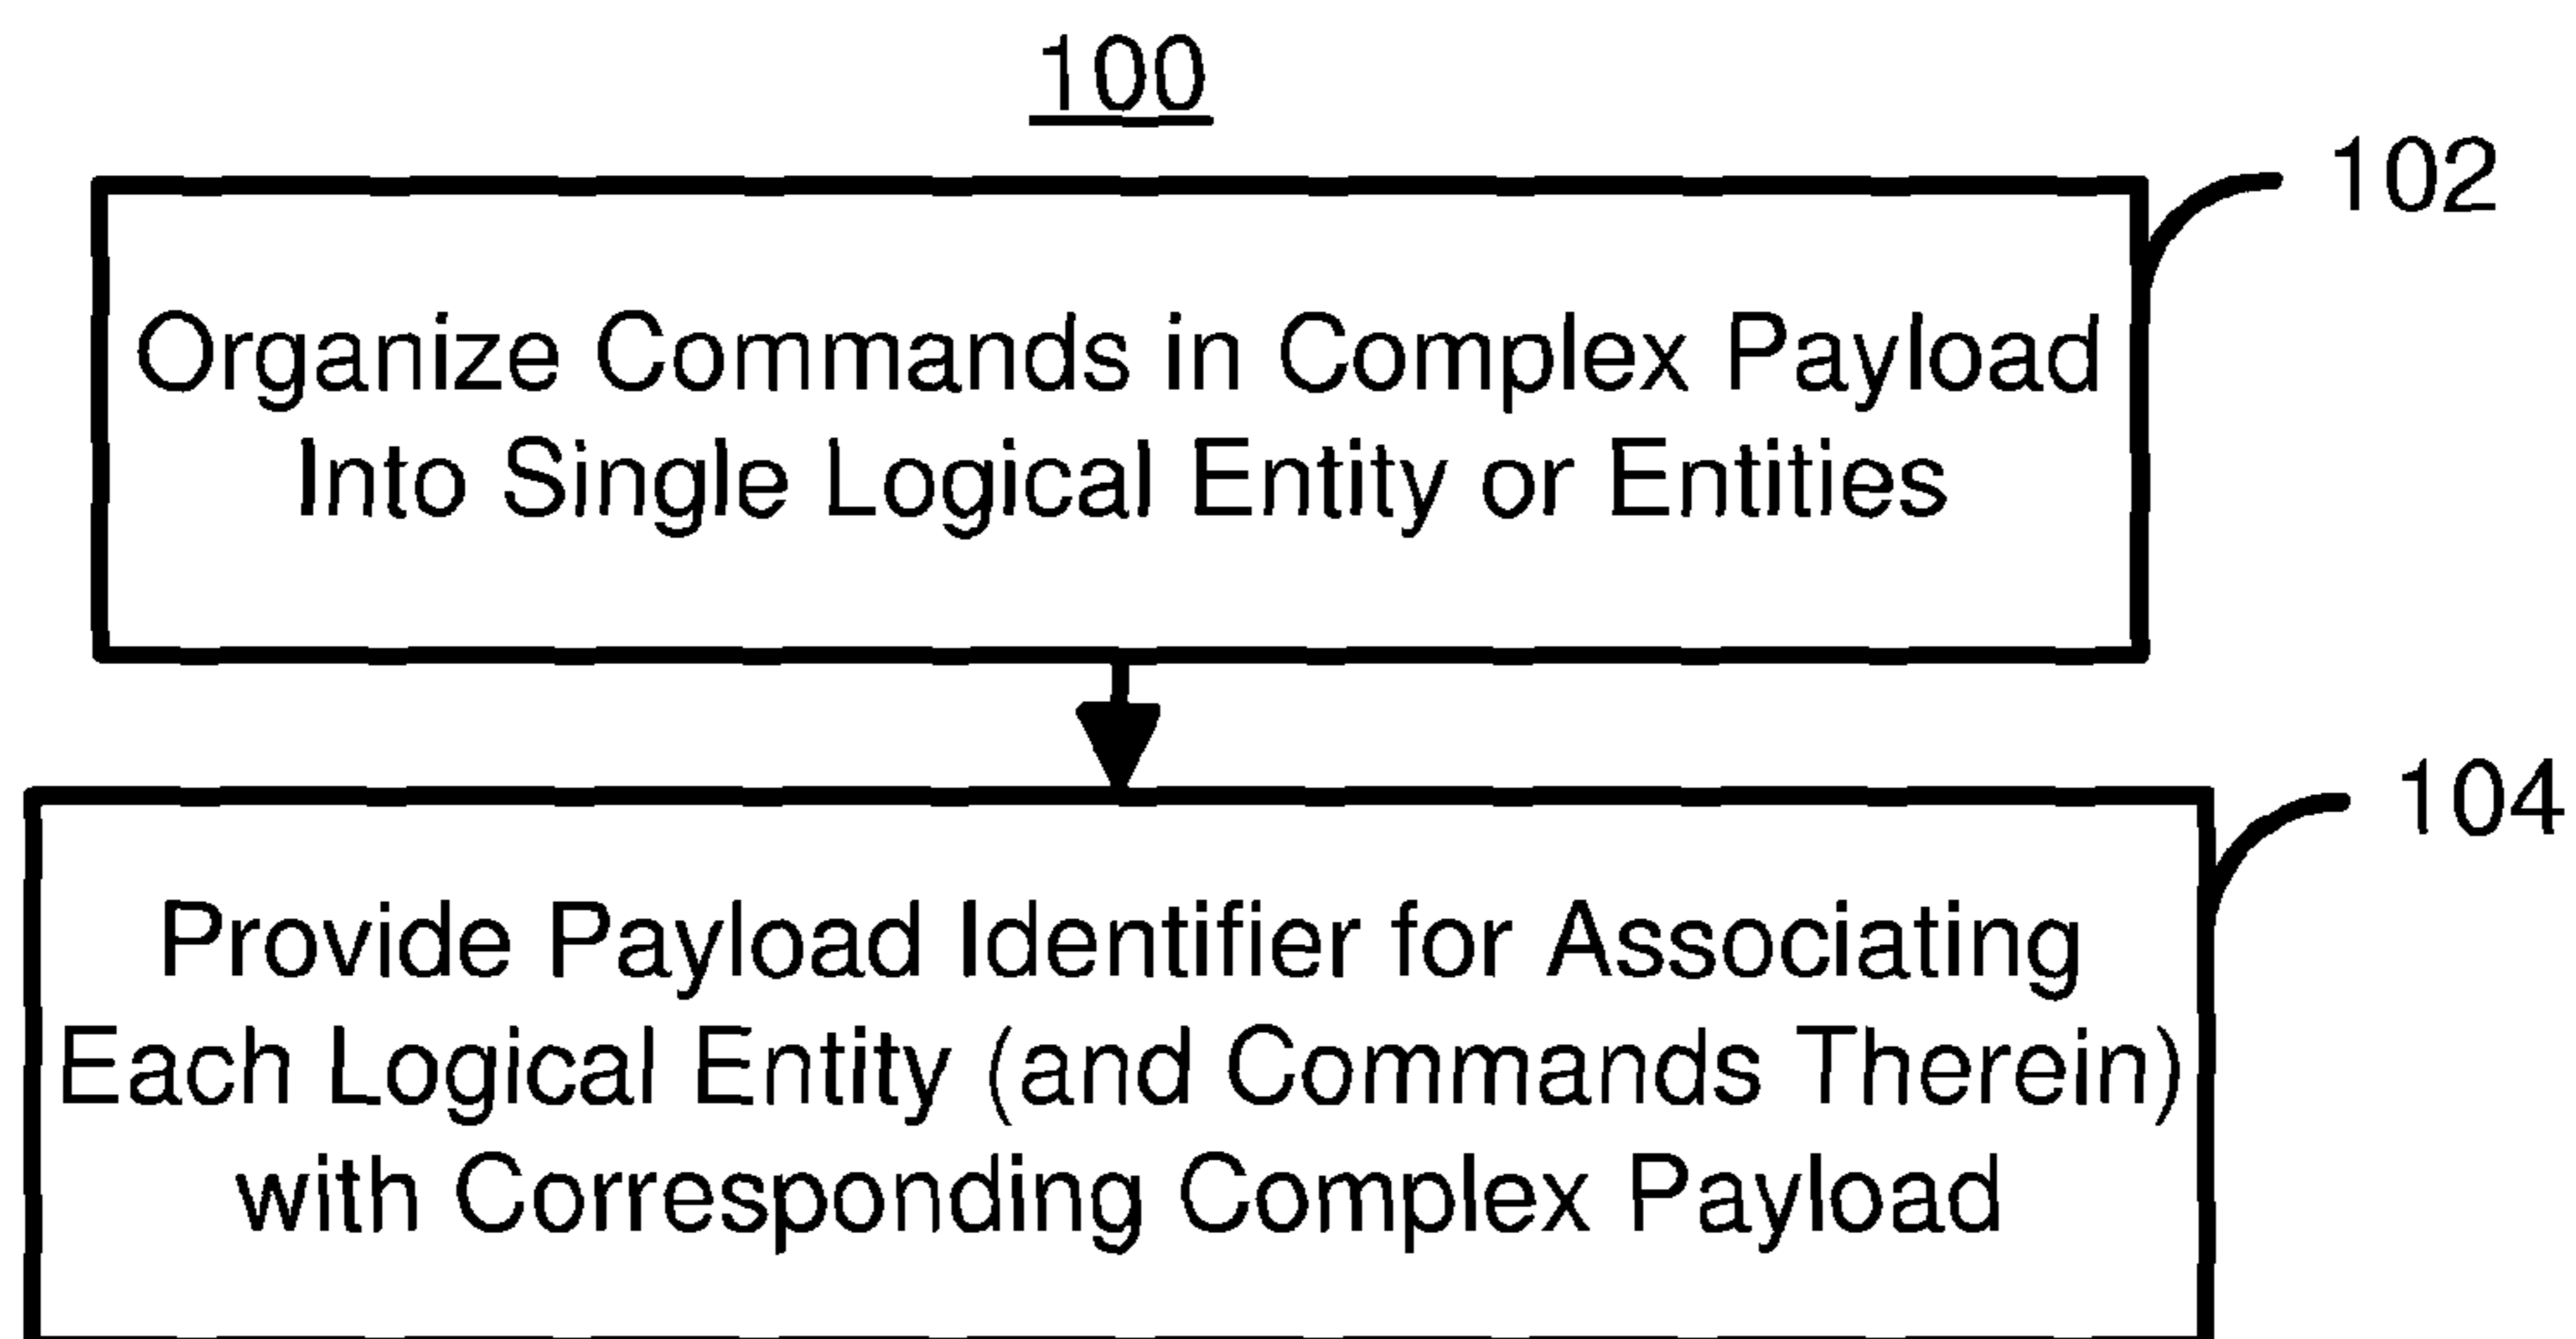 100
102
Organize Commands in Complex Payload
Into Single Logical Entity or Entities
104
Provide Payload Identifier for Associating
Each Logical Entity (and Commands Therein)
with Corresponding Complex Payload